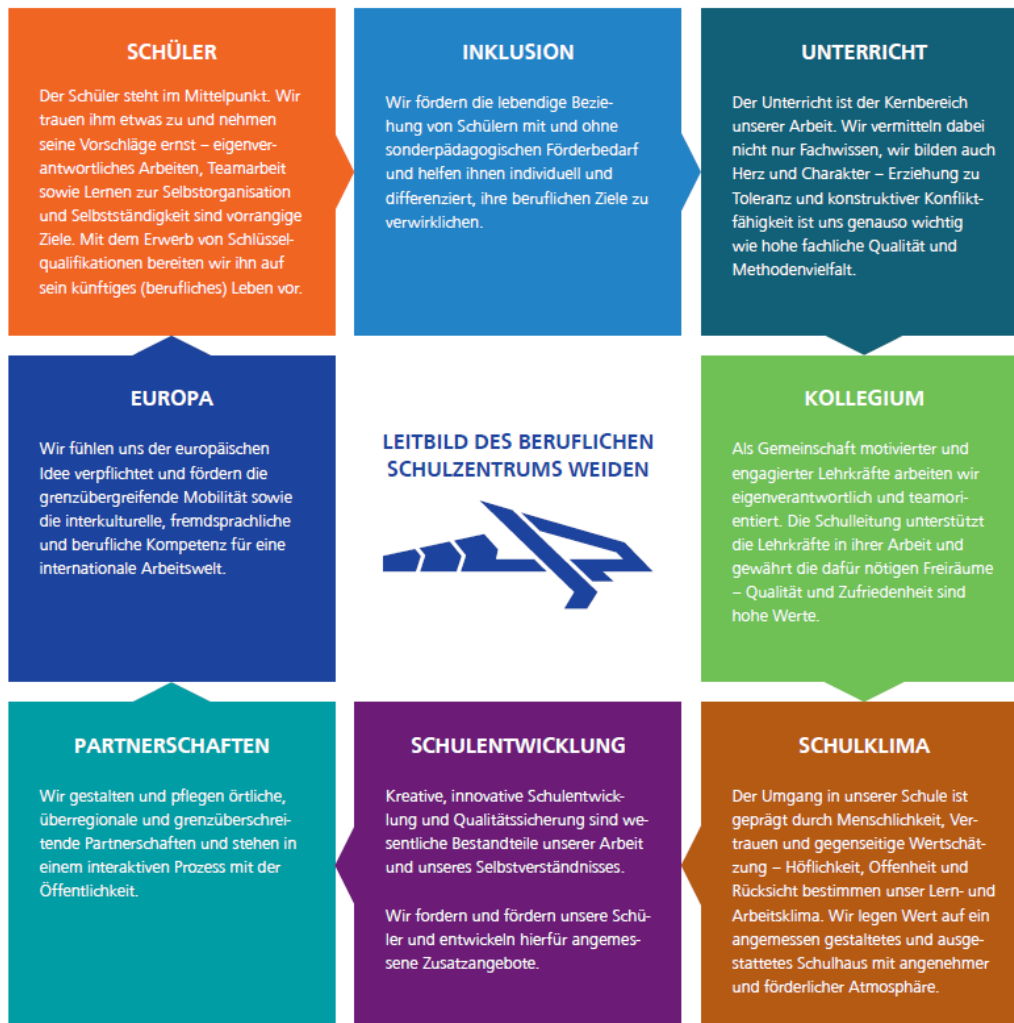 SCHÜLER
Der Schüler steht im Mittelpunkt. Wir
trauen ihm etwas zu und nehmen
seine Vorschläge ernst – eigenver-
antwortliches Arbeiten, Teamarbeit
sowie Lernen zur Selbstorganisation
und Selbstständigkeit sind vorrangige
Ziele. Mit dem Erwerb von Schlüssel-
qualifikationen bereiten wir ihn auf
sein künftiges (berufliches) Leben vor.
INKLUSION
Wir fördern die lebendige Bezie-
hung von Schülern mit und ohne
sonderpädagogischen Förderbedarf
und helfen ihnen individuell und
differenziert, ihre beruflichen Ziele zu
verwirklichen.
UNTERRICHT
Der Unterricht ist der Kernbereich
unserer Arbeit. Wir vermitteln dabei
nicht nur Fachwissen, wir bilden auch
Herz und Charakter – Erziehung zu
Toleranz und konstruktiver Konflikt-
fähigkeit ist uns genauso wichtig
wie hohe fachliche Qualität und
Methodenvielfalt.
EUROPA
Wir fühlen uns der europäischen
Idee verpflichtet und fördern die
grenzübergreifende Mobilität sowie
die interkulturelle, fremdsprachliche
und berufliche Kompetenz für eine
internationale Arbeitswelt.
LEITBILD DES BERUFLICHEN
SCHULZENTRUMS WEIDEN
KOLLEGIUM
Als Gemeinschaft motivierter und
engagierter Lehrkräfte arbeiten wir
eigenverantwortlich und teamori-
entiert. Die Schulleitung unterstützt
die Lehrkräfte in ihrer Arbeit und
gewährt die dafür nötigen Freiräume
– Qualität und Zufriedenheit sind
hohe Werte.
PARTNERSCHAFTEN
Wir gestalten und pflegen örtliche,
überregionale und grenzüberschrei-
tende Partnerschaften und stehen in
einem interaktiven Prozess mit der
Öffentlichkeit.
SCHULENTWICKLUNG
Kreative, innovative Schulentwick-
lung und Qualitätssicherung sind we-
sentliche Bestandteile unserer Arbeit
und unseres Selbstverständnisses.
Wir fordern und fördern unsere Schü-
ler und entwickeln hierfür angemes-
sene Zusatzangebote.
SCHULKLIMA
Der Umgang in unserer Schule ist
geprägt durch Menschlichkeit, Ver-
trauen und gegenseitige Wertschät-
zung – Höflichkeit, Offenheit und
Rücksicht bestimmen unser Lern- und
Arbeitsklima. Wir legen Wert auf ein
angemessen gestaltetes und ausge-
stattetes Schulhaus mit angenehmer
und förderlicher Atmosphäre.